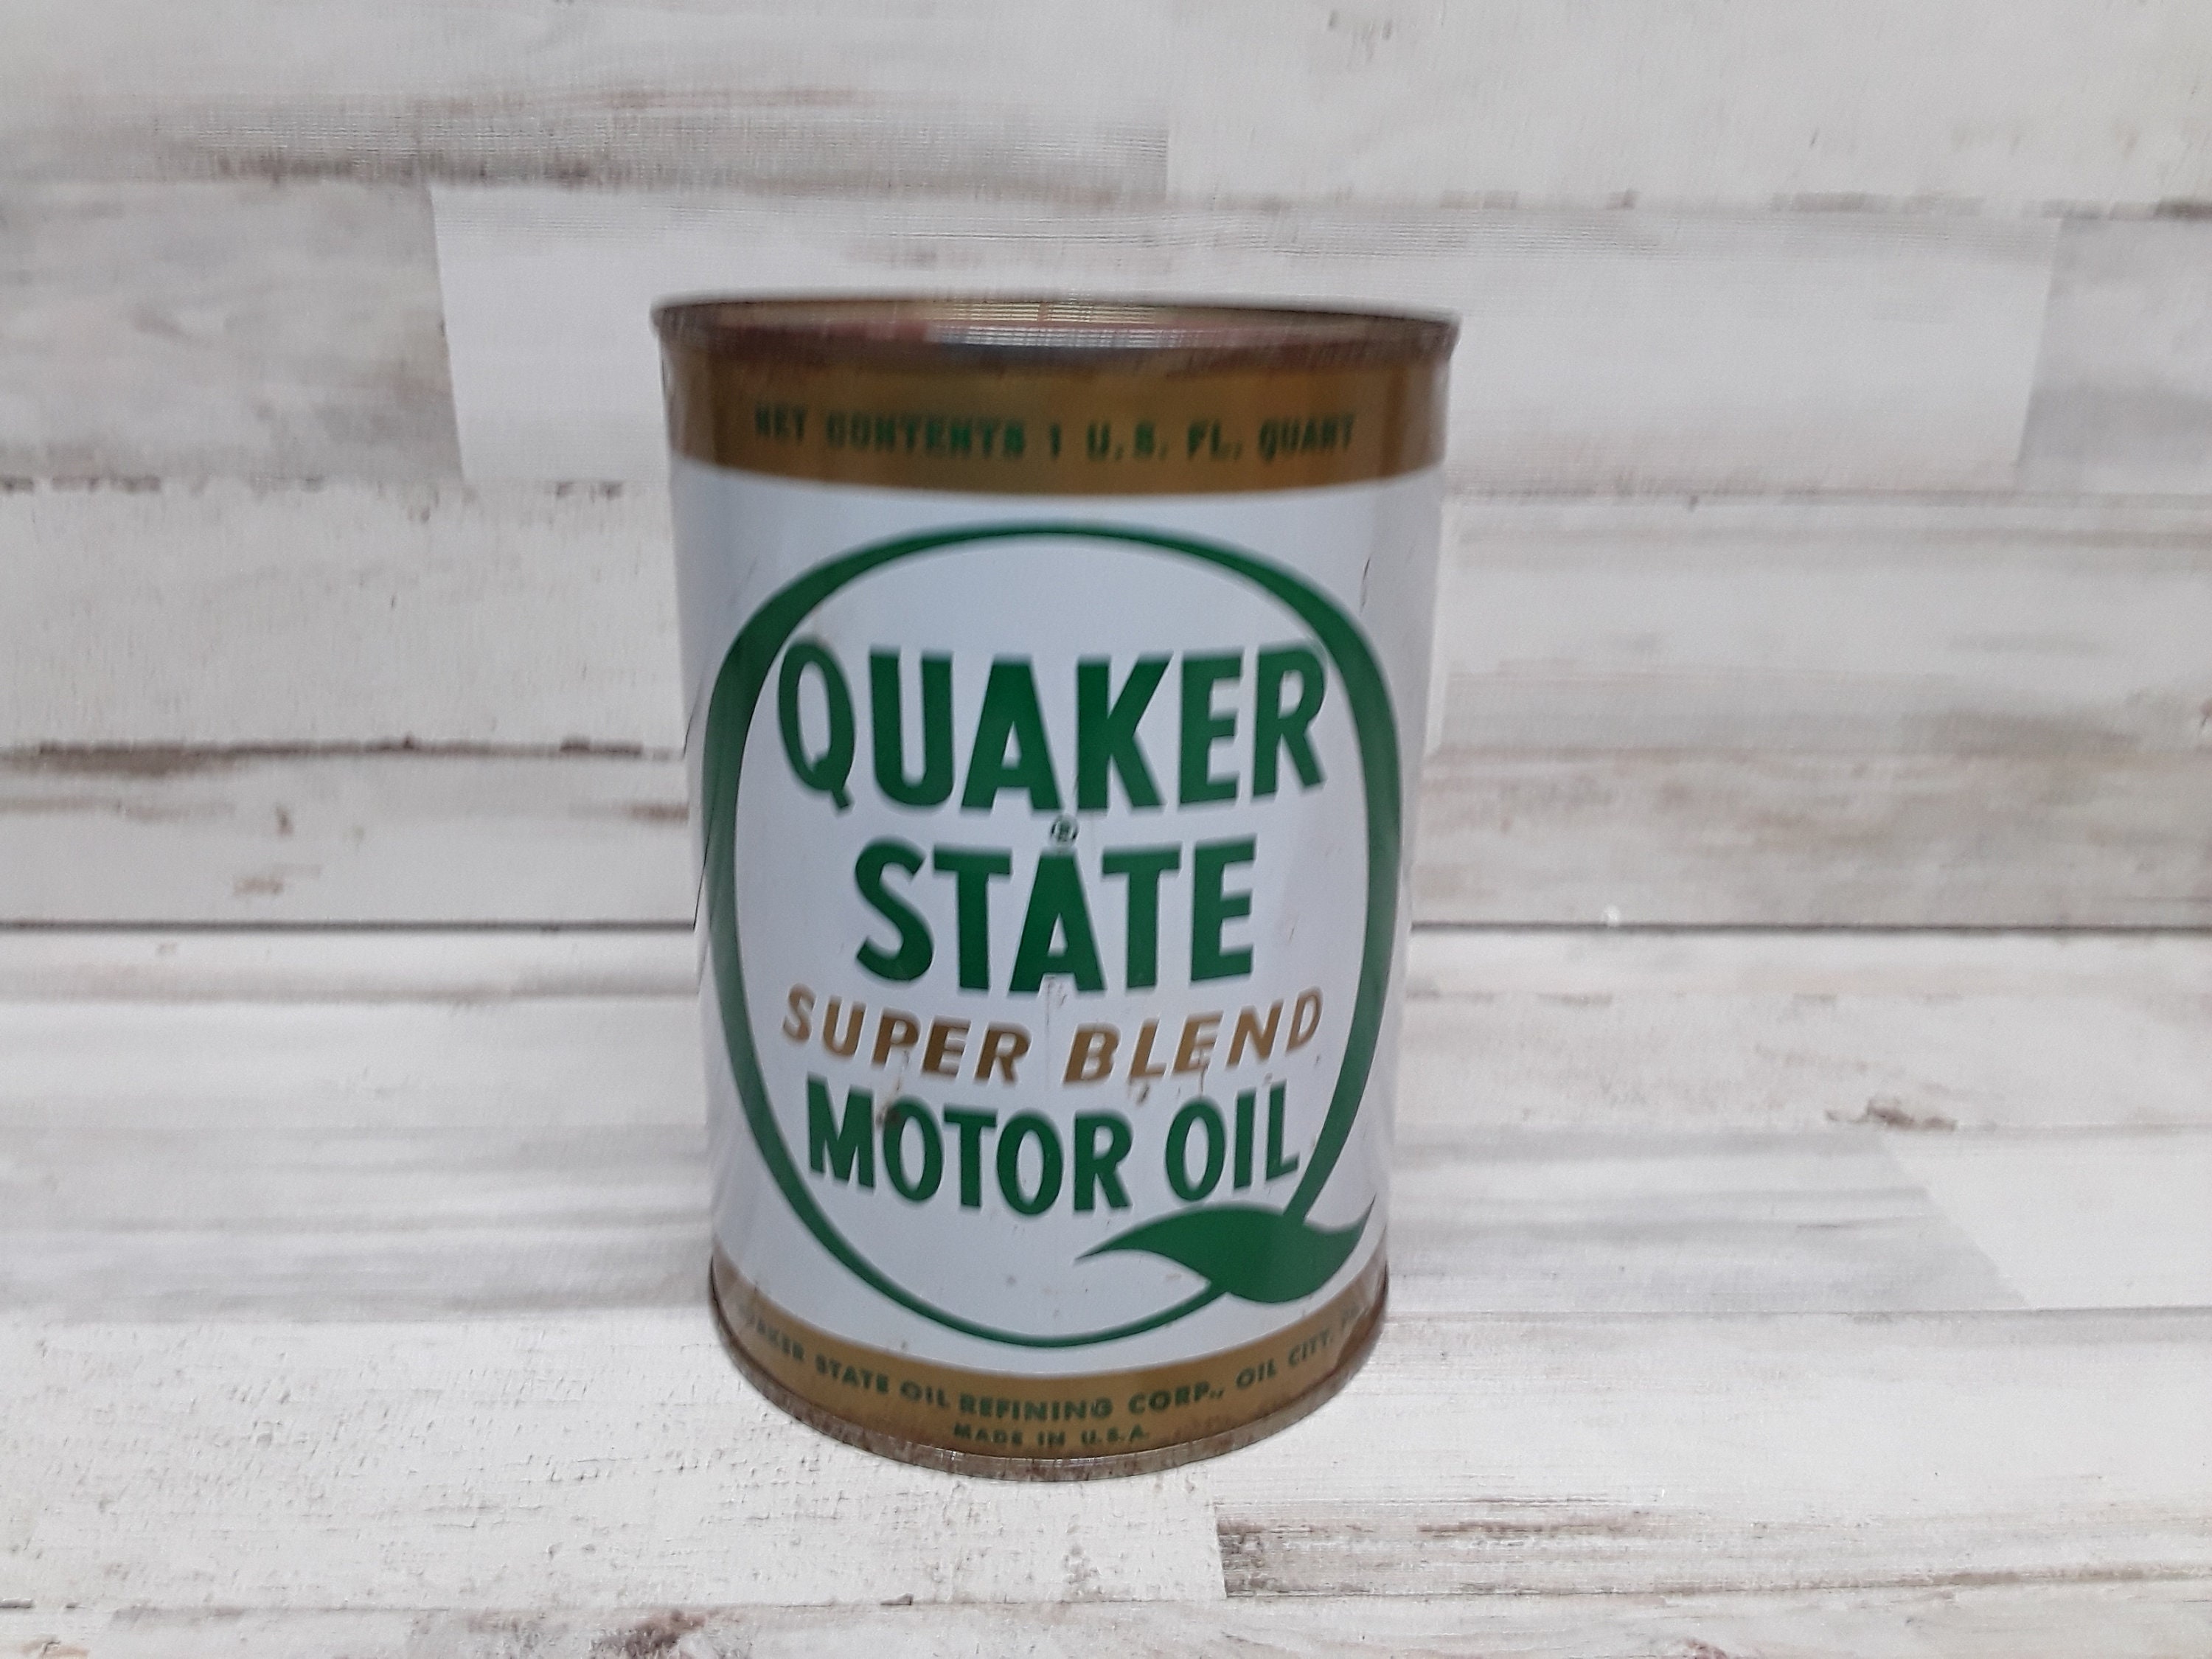 NET CONTENTS 1 U.S. FL. QUART
QUAKER
®
STATE
SUPER BLEND
MOTOR OIL
QUAKER STATE OIL REFINING CORP., OIL CITY,
MADE IN U.S.A.